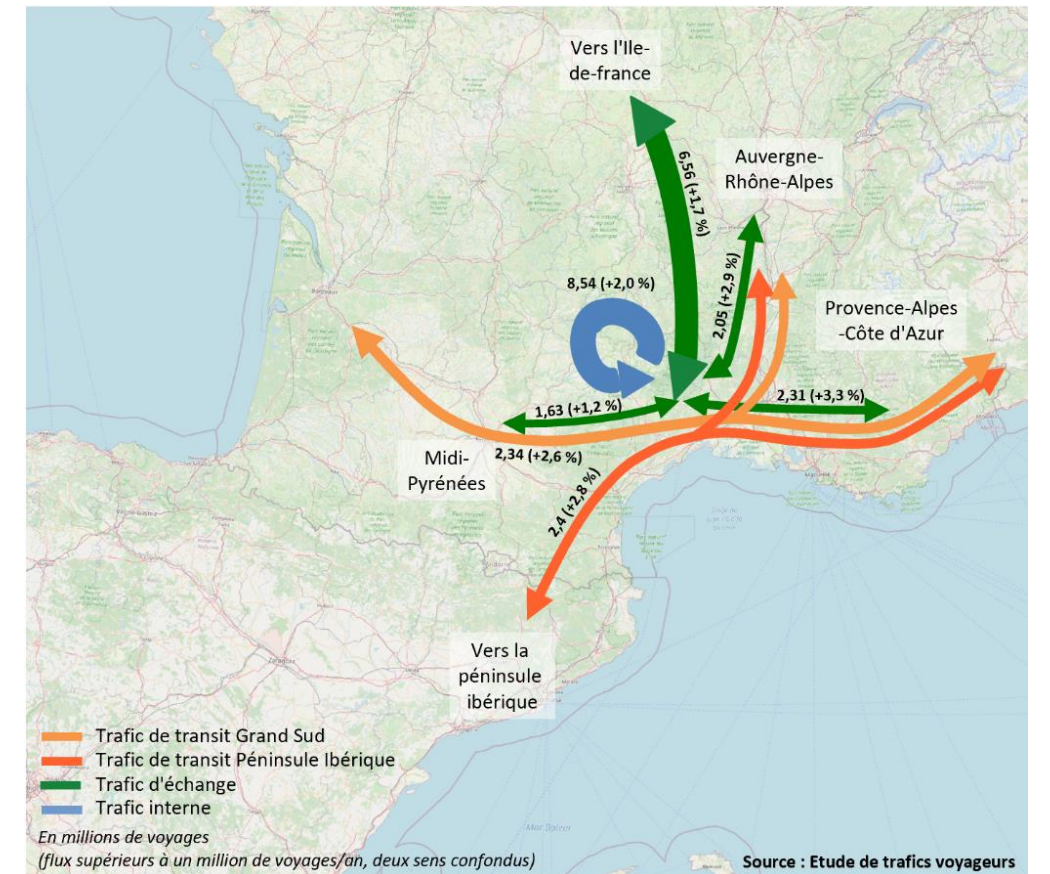 Vers l'Ile-
de-france
Auvergne-
Rhône-Alpes
6,56 (+1,7 %)
2,05 (+2,9 %)
8,54 (+2,0 %)
Provence-Alpes
-Côte d'Azur
1,63 (+1,2 %)
2,31 (+3,3 %)
2,34 (+2,6 %)
Midi-
Pyrénées
2,4 (+2,8 %)
Vers la
péninsule
ibérique
Trafic de transit Grand Sud
Trafic de transit Péninsule Ibérique
Trafic d'échange
Trafic interne
En millions de voyages
(flux supérieurs à un million de voyages/an, deux sens confondus)
Source : Etude de trafics voyageurs
Bordeaux
Zaragoza
Mar Balear